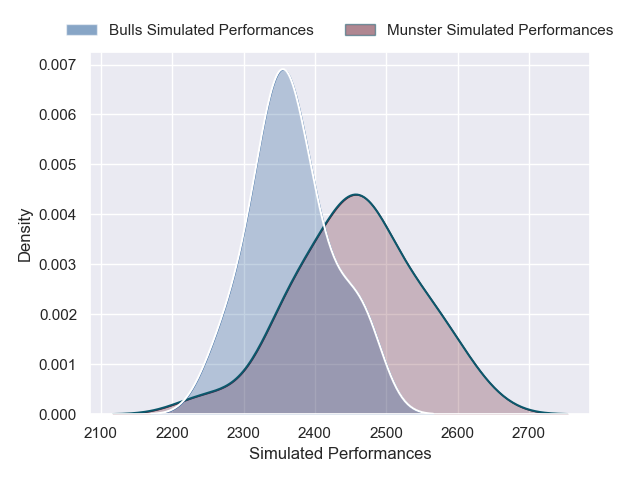 Bulls Simulated Performances Munster Simulated Performances
0.007
0.006
0.005
0.004
0.003
0.002
0.001
0.000
Density
2100 2200 2300 2400 2500 2600 2700
Simulated Performances